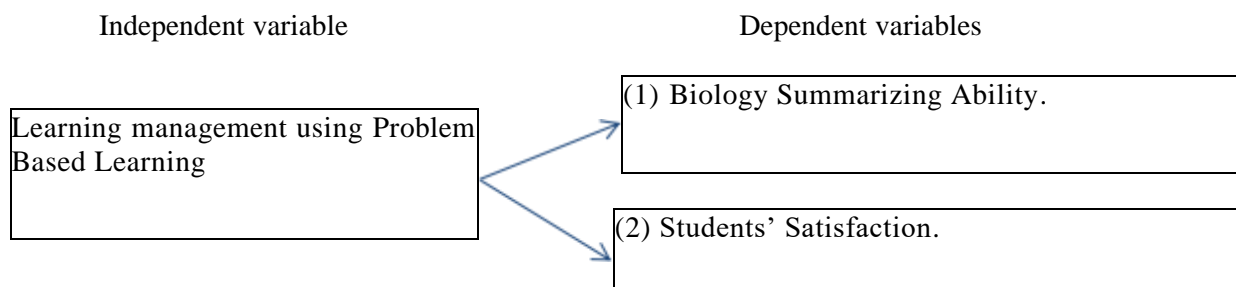 Independent variable
Dependent variables
Learning management using Problem
Based Learning
(1) Biology Summarizing Ability.
(2) Students’ Satisfaction.